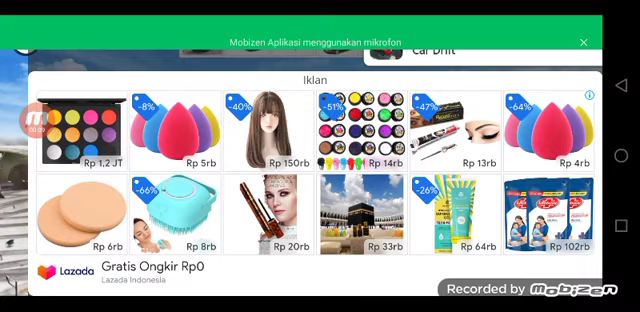 Mobizen Aplikasi menggunakan mikrofon
Car Drift
Iklan
-8%
-40%
-51%
-47%
-64%
Rp 1,2 JT
Rp 5rb
Rp 150rb
Rp 14rb
Rp 13rb
Rp 4rb
-66%
-26%
Rp 6rb
Rp 8rb
Rp 20rb
Rp 33rb
Rp 64rb
Rp 102rb
Lazada
Gratis Ongkir Rp0
Lazada Indonesia
Recorded by Mobizen